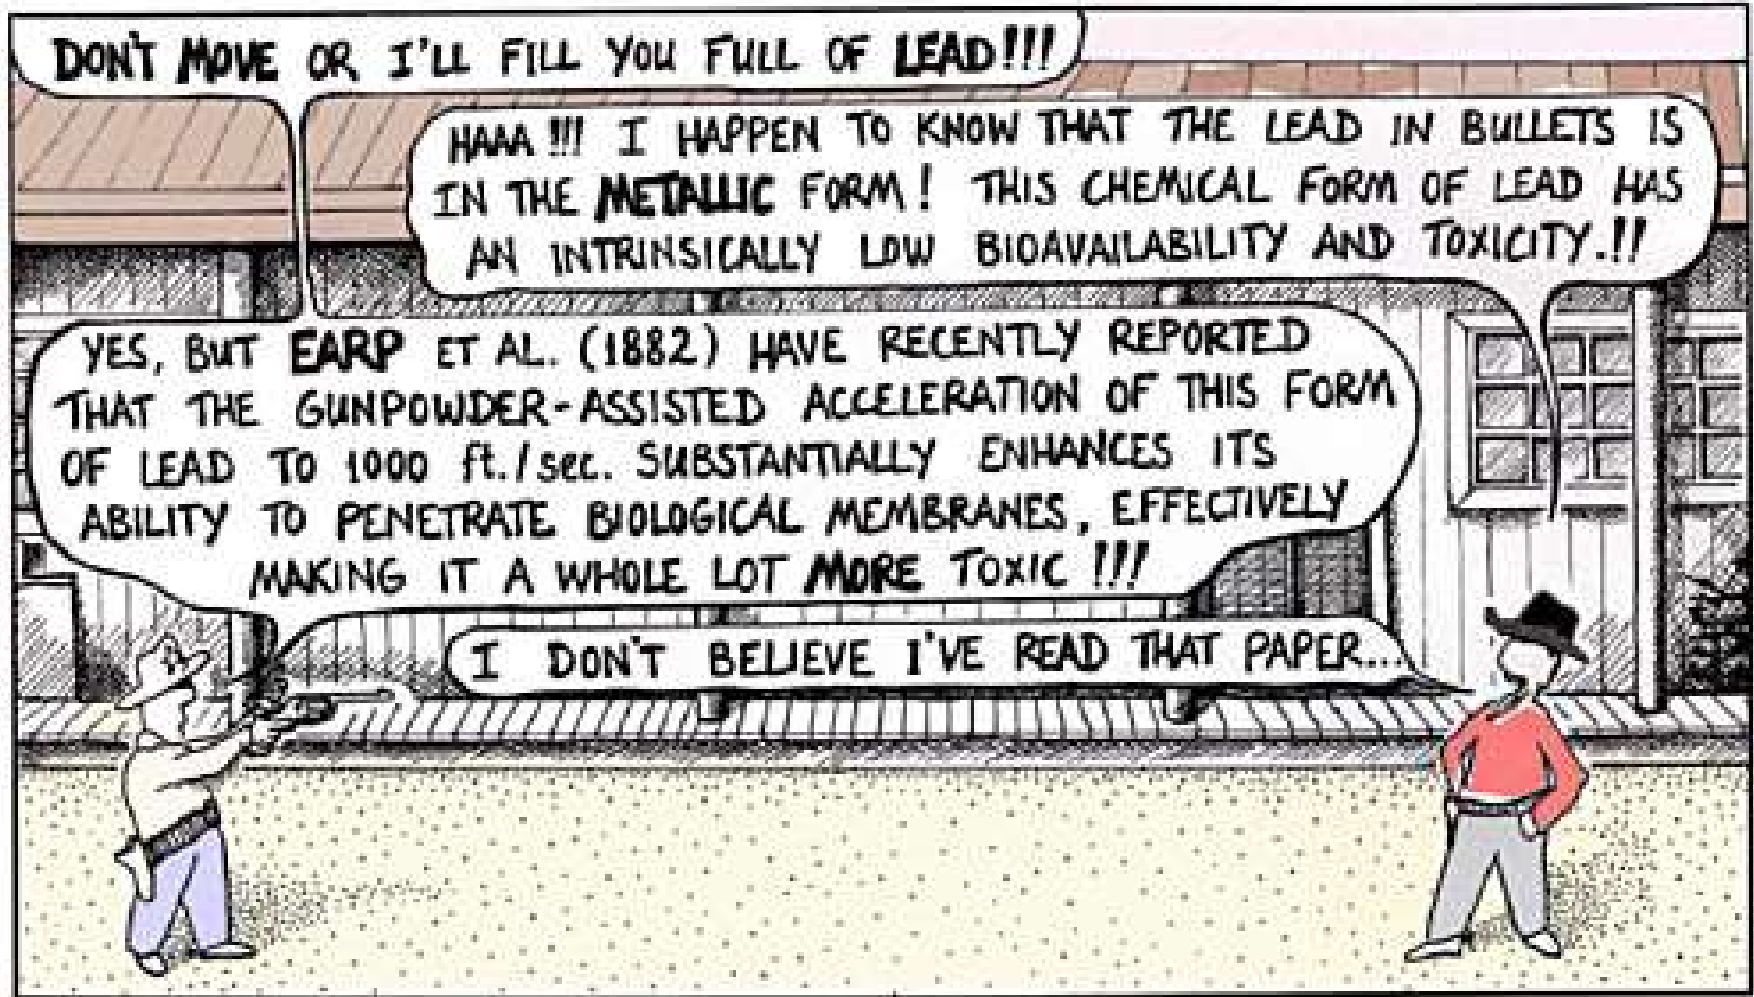 DON'T MOVE OR I'LL FILL YOU FULL OF LEAD!!!
HAAA!!! I HAPPEN TO KNOW THAT THE LEAD IN BULLETS IS
IN THE METALLIC FORM! THIS CHEMICAL FORM OF LEAD HAS
AN INTRINSICALLY LOW BIOAVAILABILITY AND TOXICITY.!!
YES, BUT EARP ET AL. (1882) HAVE RECENTLY REPORTED
THAT THE GUNPOWDER-ASSISTED ACCELERATION OF THIS FORM
OF LEAD TO 1000 ft./sec. SUBSTANTIALLY ENHANCES ITS
ABILITY TO PENETRATE BIOLOGICAL MEMBRANES, EFFECTIVELY
MAKING IT A WHOLE LOT MORE TOXIC!!!
I DON'T BELIEVE I'VE READ THAT PAPER...